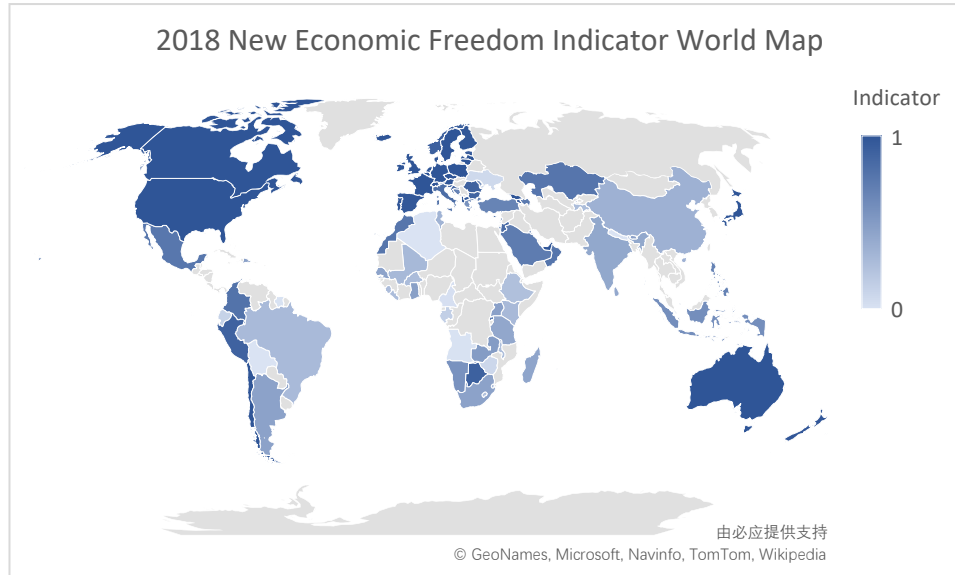 2018 New Economic Freedom Indicator World Map
Indicator
1
0
由必应提供支持
© GeoNames, Microsoft, Navinfo, TomTom, Wikipedia